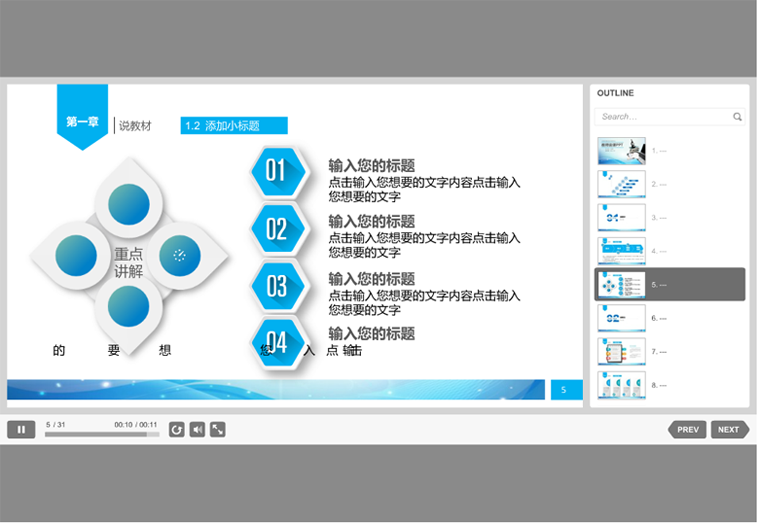 第一章
说教材
1.2 添加小标题
重点
讲解
01
输入您的标题
点击输入您想要的文字内容点击输入
您想要的文字
02
输入您的标题
点击输入您想要的文字内容点击输入
您想要的文字
03
输入您的标题
点击输入您想要的文字内容点击输入
您想要的文字
04
输入您的标题
的 要 想 您 入 点 击
5
OUTLINE
Search...
1. ---
2. ---
3. ---
4. ---
5. ---
6. ---
7. ---
8. ---
5 / 31
00:10 / 00:11
PREV
NEXT